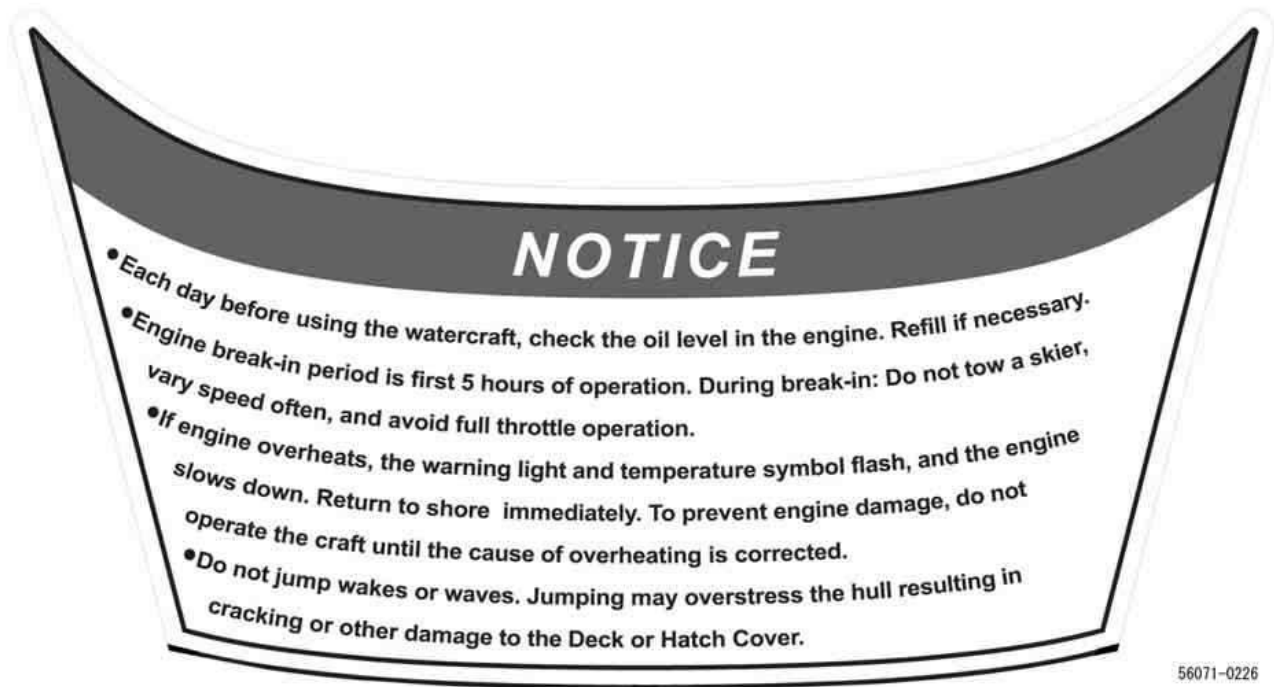 NOTICE
•Each day before using the watercraft, check the oil level in the engine. Refill if necessary.
•Engine break-in period is first 5 hours of operation. During break-in: Do not tow a skier,
vary speed often, and avoid full throttle operation.
•If engine overheats, the warning light and temperature symbol flash, and the engine
slows down. Return to shore immediately. To prevent engine damage, do not
operate the craft until the cause of overheating is corrected.
•Do not jump wakes or waves. Jumping may overstress the hull resulting in
cracking or other damage to the Deck or Hatch Cover.
56071-0226